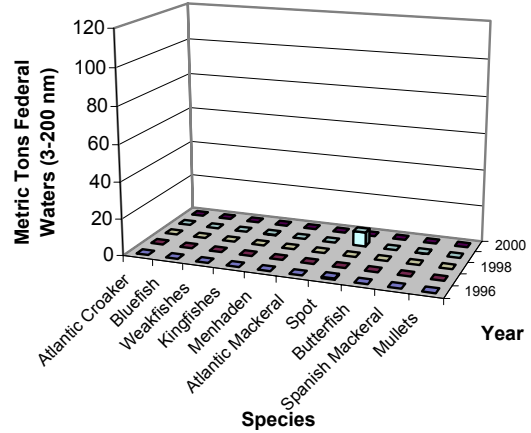 Metric Tons Federal
Waters (3-200 nm)
120
100
80
60
40
20
0
Atlantic Croaker
Bluefish
Weakfishes
Kingfishes
Menhaden
Atlantic Mackeral
Spot
Butterfish
Spanish Mackeral
Mullets
Species
1996
1998
2000
Year